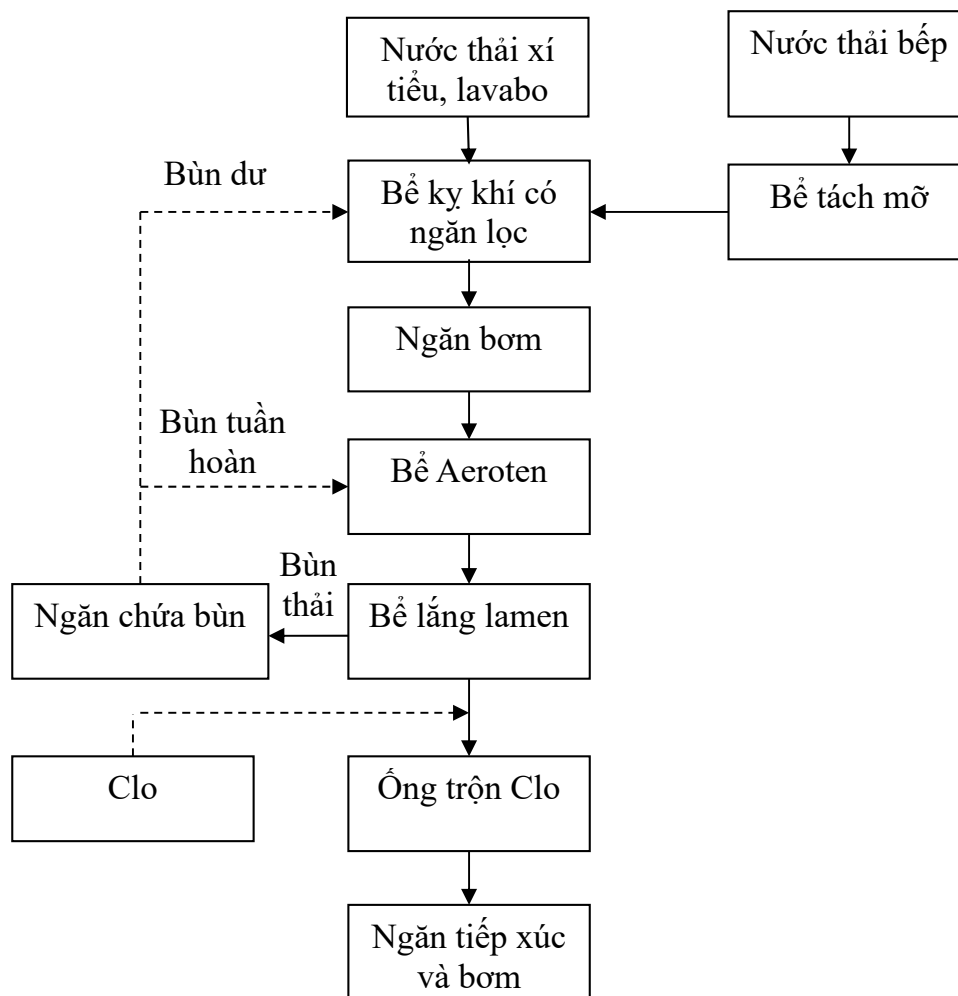 Nước thải xí
tiểu, lavabo
Nước thải bếp
Bùn dư
Bể kỵ khí có
ngăn lọc
Bể tách mỡ
Ngăn bơm
Bùn tuần
hoàn
Bể Aeroten
Bùn
thải
Ngăn chứa bùn
Bể lắng lamen
Clo
Ống trộn Clo
Ngăn tiếp xúc
và bơm